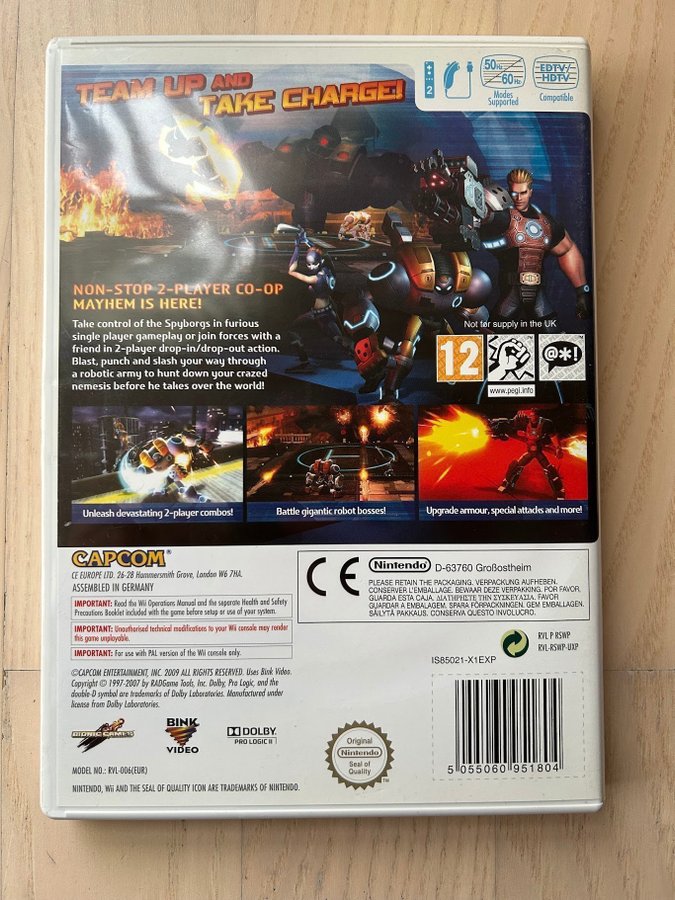 TEAM UP AND
TAKE CHARGE!
2
50Hz
60Hz
Modes
Supported
EDTV/
HDTV
Compatible
NON-STOP 2-PLAYER CO-OP
MAYHEM IS HERE!
Take control of the Spyborgs in furious
single player gameplay or join forces with a
friend in 2-player drop-in/drop-out action.
Blast, punch and slash your way through
a robotic army to hunt down your crazed
nemesis before he takes over the world!
Not for supply in the UK
12
@*!
www.pegi.info
Unleash devastating 2-player combos!
Battle gigantic robot bosses!
Upgrade armour, special attacks and more!
CAPCOM®
CE EUROPE LTD. 26-28 Hammersmith Grove, London W6 7HA.
ASSEMBLED IN GERMANY
IMPORTANT: Read the Wii Operations Manual and the separate Health and Safety
Precautions Booklet included with the game before setup or use of your system.
IMPORTANT: Unauthorised technical modifications to your Wii console may render
this game unplayable.
IMPORTANT: For use with PAL version of the Wii console only.
©CAPCOM ENTERTAINMENT, INC. 2009 ALL RIGHTS RESERVED. Uses Bink Video.
Copyright © 1997-2007 by RADGame Tools, Inc. Dolby, Pro Logic, and the
double-D symbol are trademarks of Dolby Laboratories. Manufactured under
license from Dolby Laboratories.
BIONIC GAMES
BINK
VIDEO
DOLBY
PRO LOGIC II
MODEL NO.: RVL-006(EUR)
NINTENDO, Wii AND THE SEAL OF QUALITY ICON ARE TRADEMARKS OF NINTENDO.
CE
Nintendo® D-63760 Großostheim
PLEASE RETAIN THE PACKAGING. VERPACKUNG AUFHEBEN.
CONSERVER L'EMBALLAGE. BEWAAR DEZE VERPAKKING. POR FAVOR,
GUARDA ESTA CAJA. ΔΙΑΤΗΡΗΣΤΕ ΤΗΝ ΣΥΣΚΕΥΑΣΙΑ. FAVOR
GUARDAR A EMBALAGEM. SPARA FÖRPACKNINGEN. GEM EMBALLAGEN.
SÄILYTÄ PAKKAUS. CONSERVA QUESTO INVOLUCRO.
IS85021-X1EXP
RVL P RSWP
RVL-RSWP-UXP
Original
Nintendo
Seal of
Quality
TM
5 055060 951804